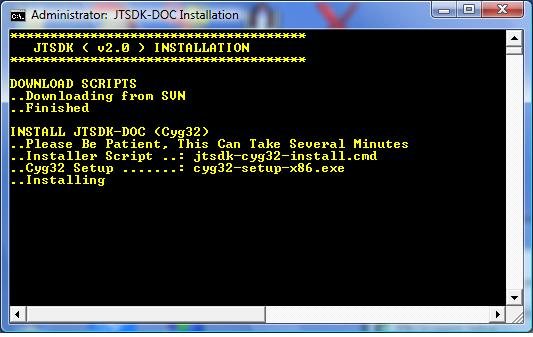 Administrator: JTSDK-DOC Installation
**************************************
JTSDK ( v2.0 ) INSTALLATION
**************************************
DOWNLOAD SCRIPTS
..Downloading from SVN
..Finished
INSTALL JTSDK-DOC (Cyg32)
..Please Be Patient, This Can Take Several Minutes
..Installer Script ..: jtsdk-cyg32-install.cmd
..Cyg32 Setup .......: cyg32-setup-x86.exe
..Installing